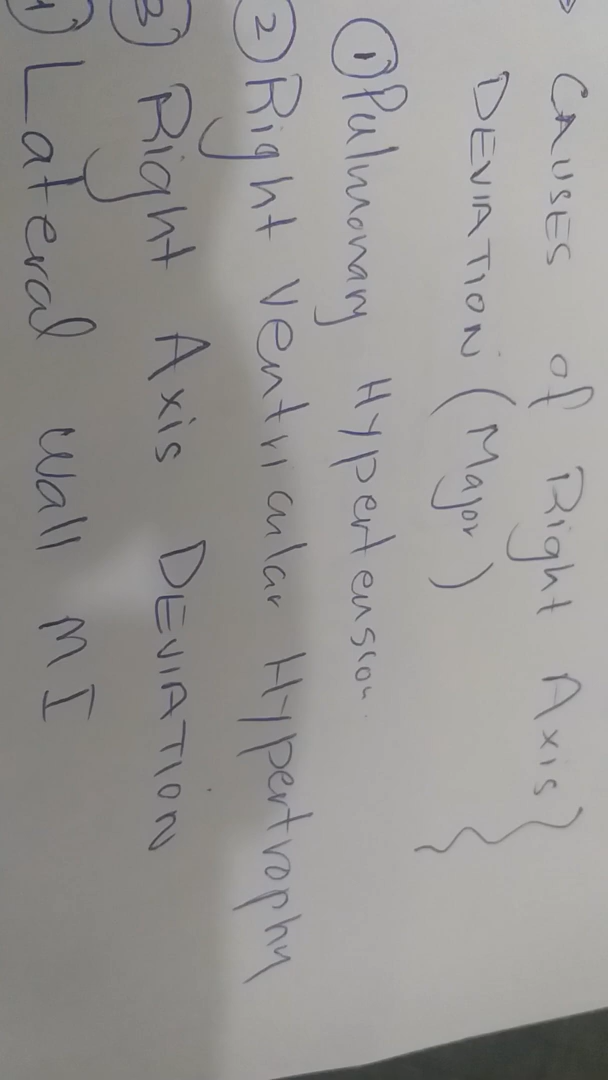 → CAUSES of Right Axis
DEVIATION (Major)
① Pulmonary Hypertension
② Right Ventricular Hypertrophy
③ Right Axis DEVIATION
④ Lateral Wall MI